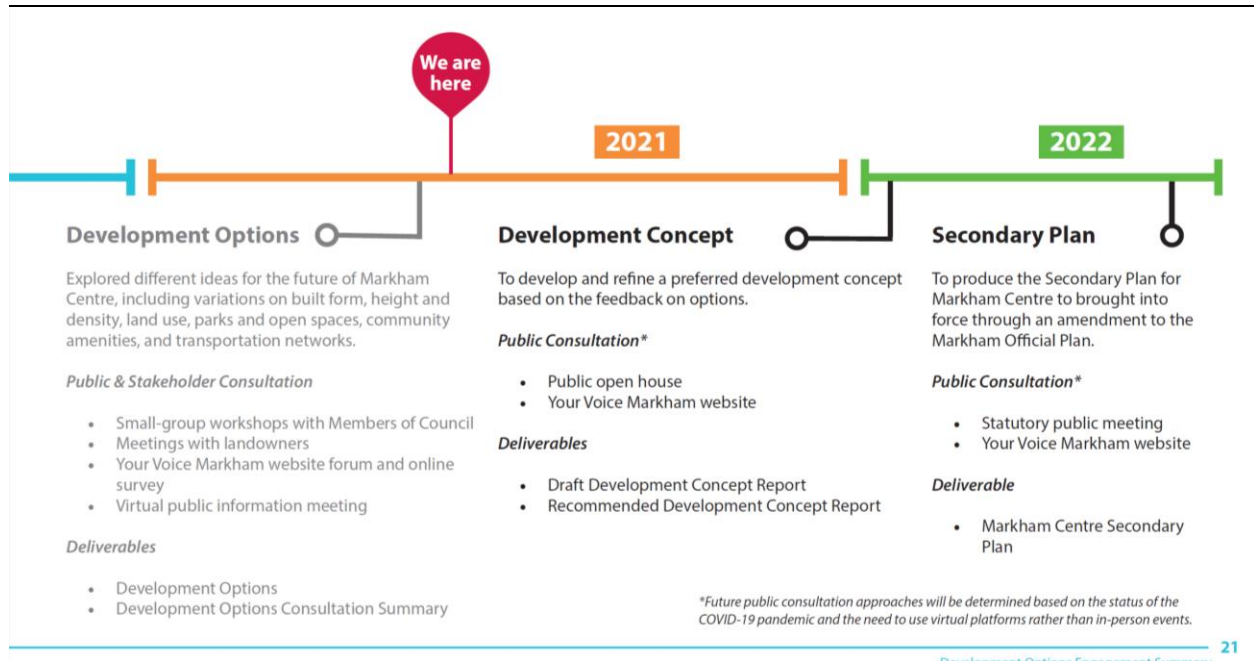 We are
here
2021
2022
Development Options
Explored different ideas for the future of Markham
Centre, including variations on built form, height and
density, land use, parks and open spaces, community
amenities, and transportation networks.
Public & Stakeholder Consultation
• Small-group workshops with Members of Council
• Meetings with landowners
• Your Voice Markham website forum and online
survey
• Virtual public information meeting
Deliverables
• Development Options
• Development Options Consultation Summary
Development Concept
To develop and refine a preferred development concept
based on the feedback on options.
Public Consultation*
• Public open house
• Your Voice Markham website
Deliverables
• Draft Development Concept Report
• Recommended Development Concept Report
Secondary Plan
To produce the Secondary Plan for
Markham Centre to brought into
force through an amendment to the
Markham Official Plan.
Public Consultation*
• Statutory public meeting
• Your Voice Markham website
Deliverable
• Markham Centre Secondary
Plan
*Future public consultation approaches will be determined based on the status of the
COVID-19 pandemic and the need to use virtual platforms rather than in-person events.
21
Development Options Engagement Summary